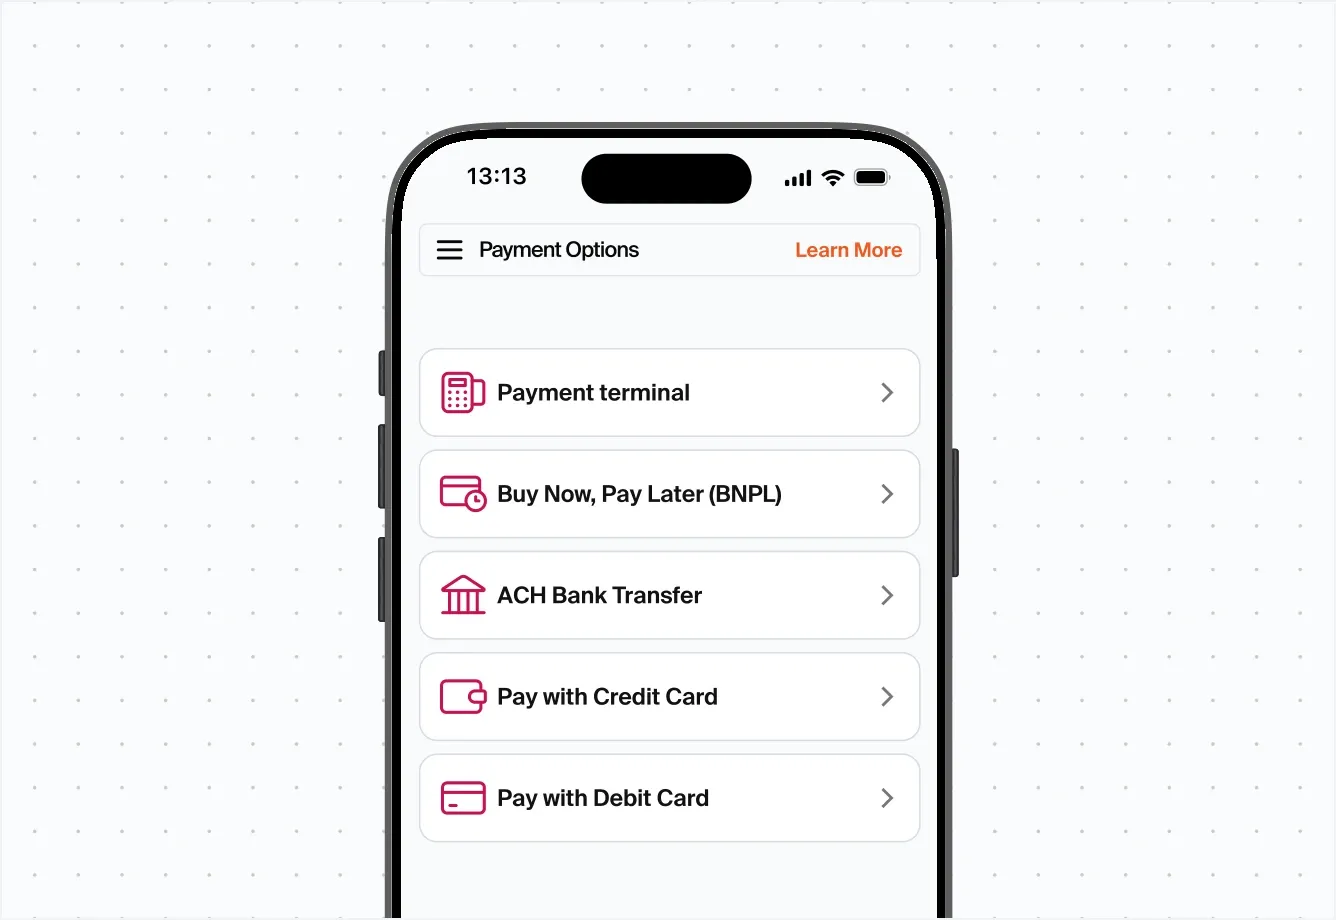 13:13
Payment Options
Learn More
Payment terminal
Buy Now, Pay Later (BNPL)
ACH Bank Transfer
Pay with Credit Card
Pay with Debit Card